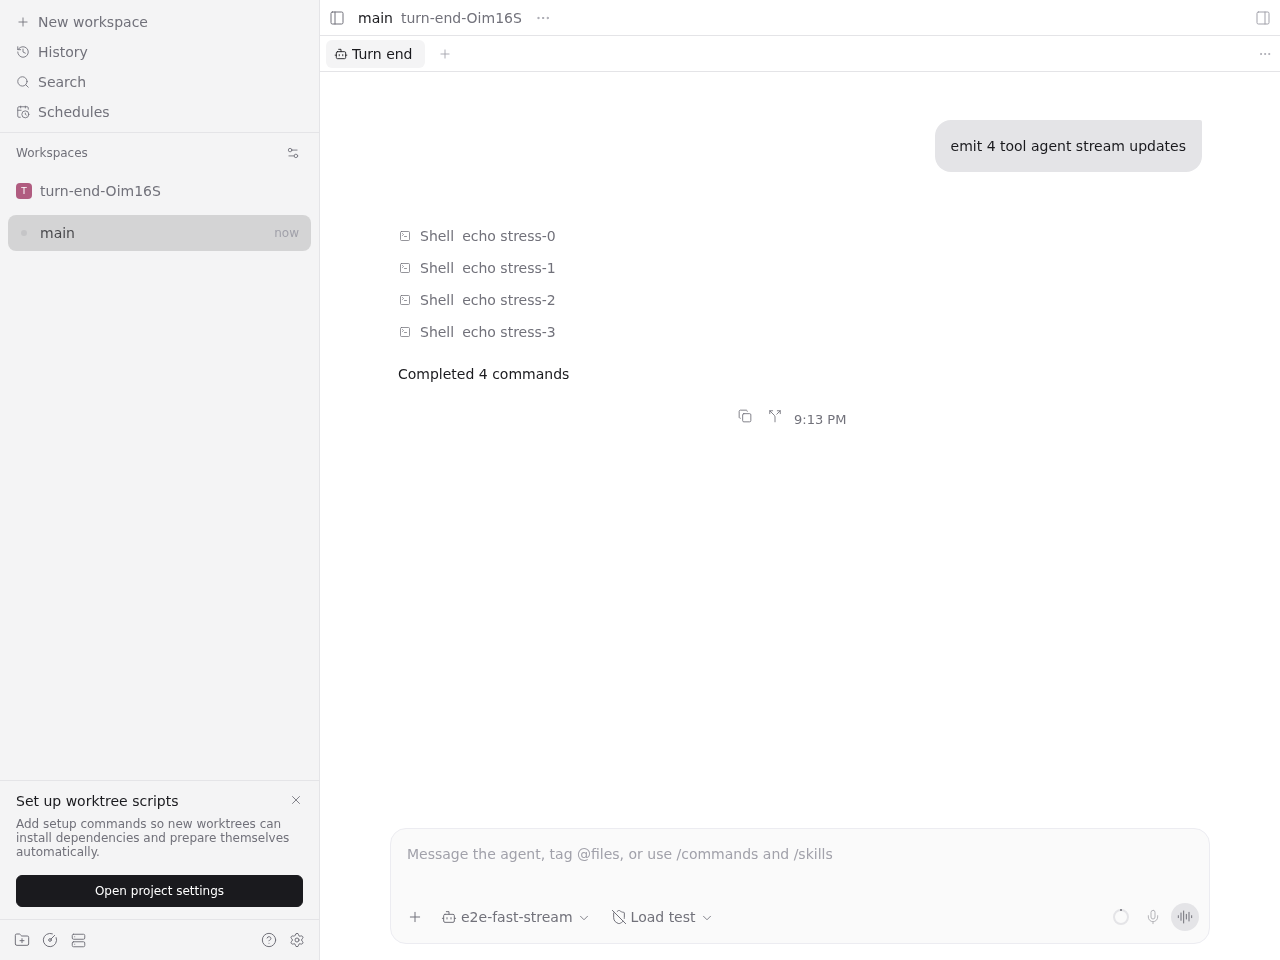 New workspace
History
Search
Schedules
Workspaces
T turn-end-Oim16S
main now
Set up worktree scripts
Add setup commands so new worktrees can
install dependencies and prepare themselves
automatically.
Open project settings
main turn-end-Oim16S
Turn end
emit 4 tool agent stream updates
Shell echo stress-0
Shell echo stress-1
Shell echo stress-2
Shell echo stress-3
Completed 4 commands
9:13 PM
Message the agent, tag @files, or use /commands and /skills
e2e-fast-stream Load test